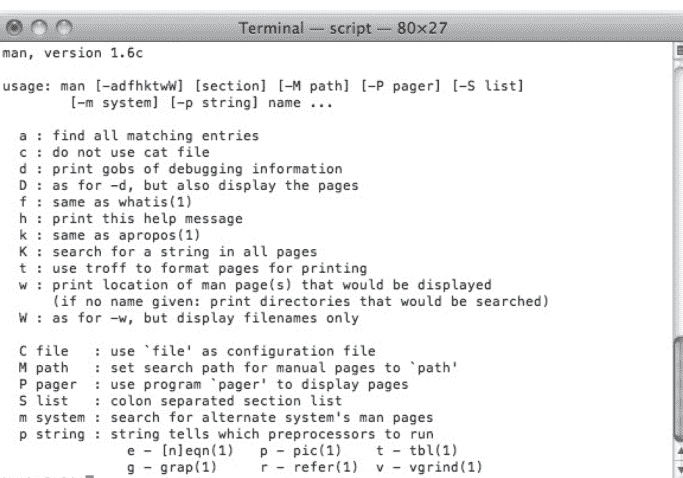 Terminal — script — 80×27
man, version 1.6c
usage: man [-adfhktwW] [section] [-M path] [-P pager] [-S list]
[-m system] [-p string] name ...
a : find all matching entries
c : do not use cat file
d : print gobs of debugging information
D : as for -d, but also display the pages
f : same as whatis(1)
h : print this help message
k : same as apropos(1)
K : search for a string in all pages
t : use troff to format pages for printing
w : print location of man page(s) that would be displayed
(if no name given: print directories that would be searched)
W : as for -w, but display filenames only
C file : use `file' as configuration file
M path : set search path for manual pages to `path'
P pager : use program `pager' to display pages
S list : colon separated section list
m system : search for alternate system's man pages
p string : string tells which preprocessors to run
e - [n]eqn(1) p - pic(1) t - tbl(1)
g - grap(1) r - refer(1) v - vgrind(1)